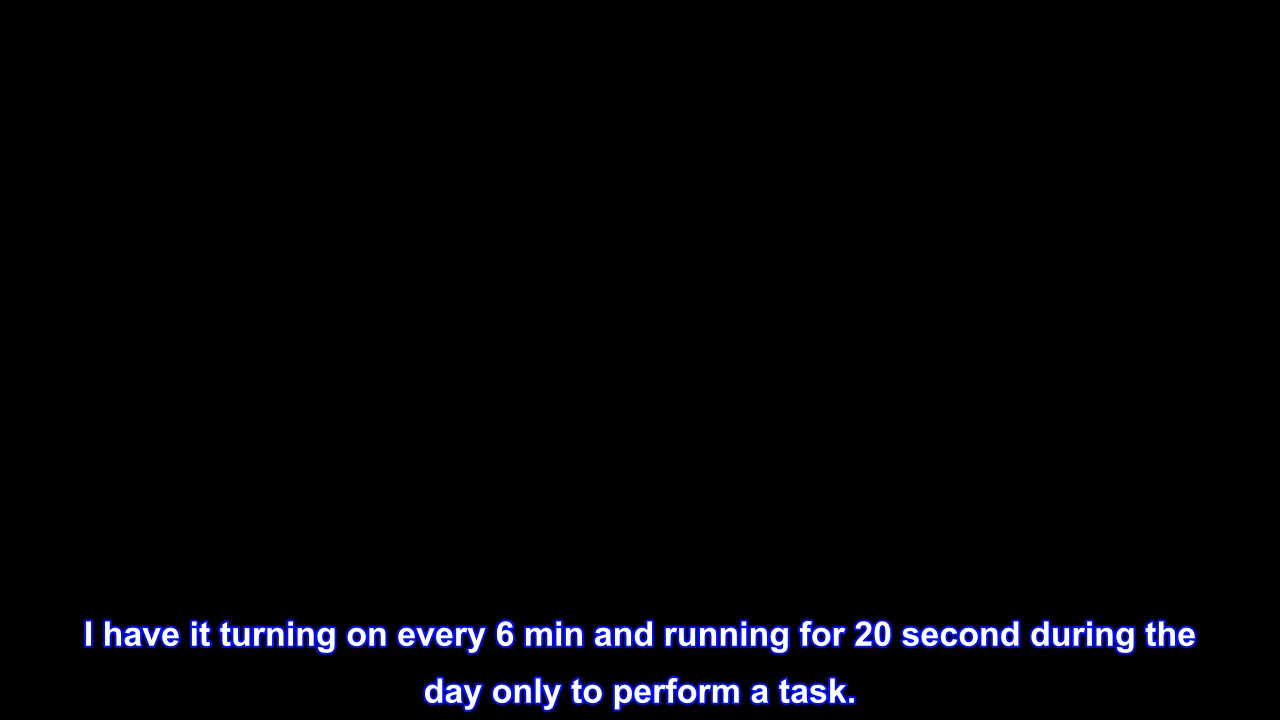 I have it turning on every 6 min and running for 20 second during the
day only to perform a task.